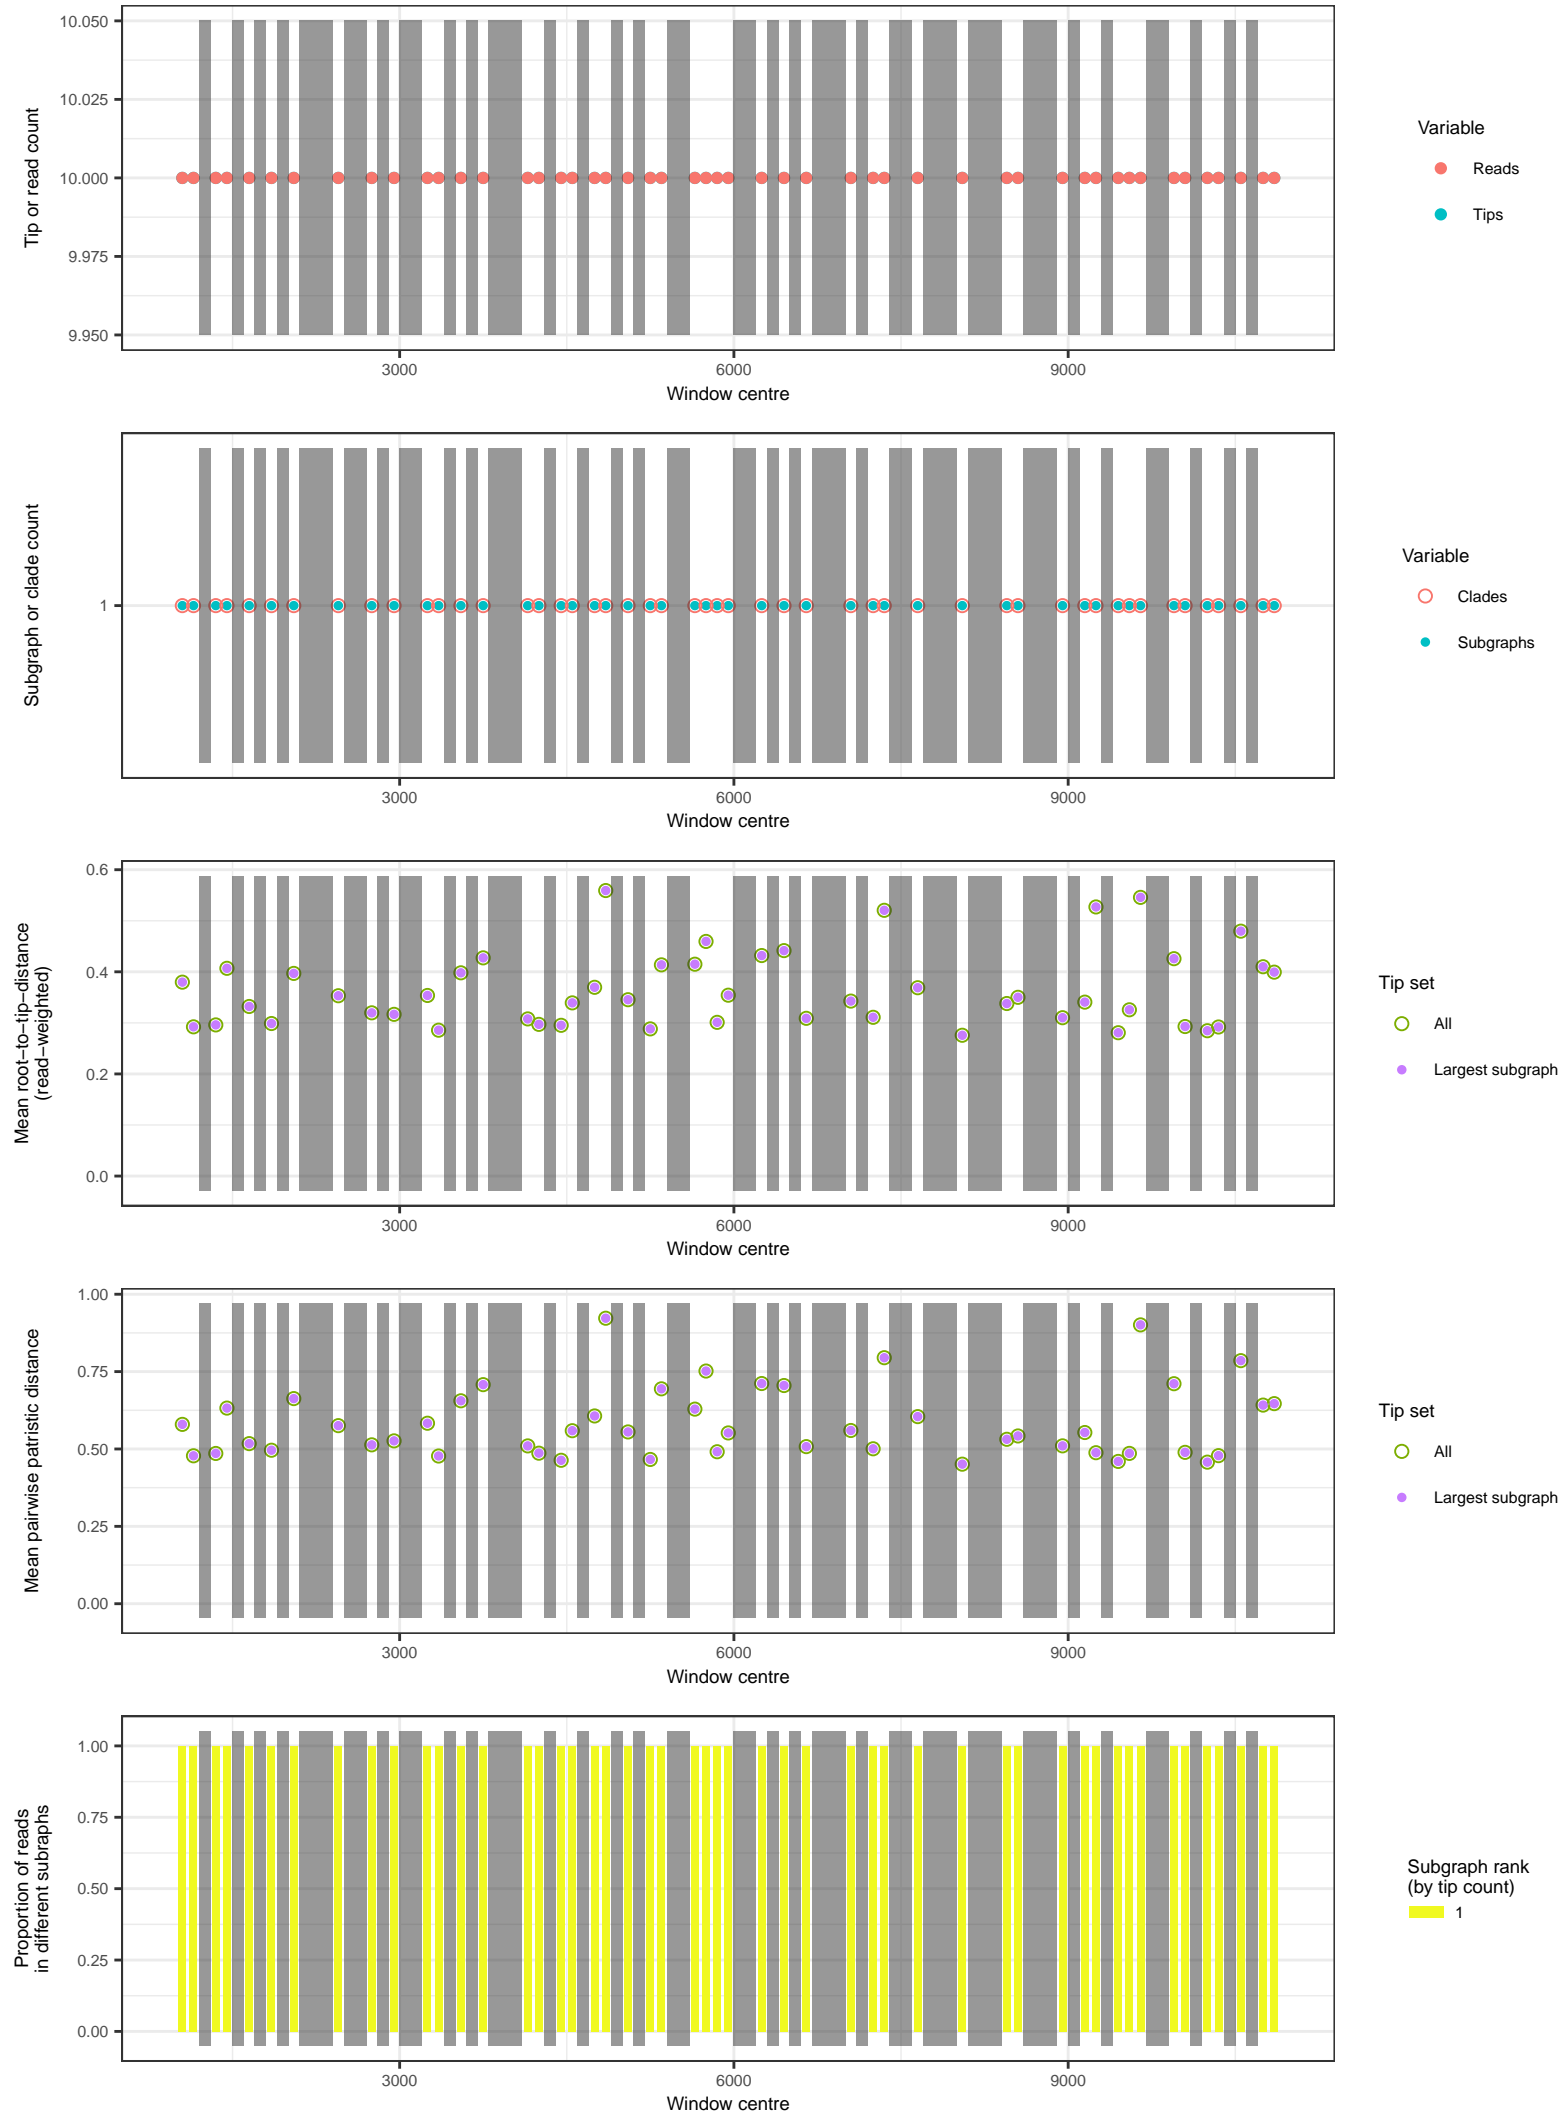 10.050
10.025
10.000
9.975
9.950
Tip or read count
3000
6000
9000
Window centre
Variable
Reads
Tips
1
Subgraph or clade count
3000
6000
9000
Window centre
Variable
Clades
Subgraphs
0.6
0.4
0.2
0.0
Mean root−to−tip−distance
(read−weighted)
3000
6000
9000
Window centre
Tip set
All
Largest subgraph
1.00
0.75
0.50
0.25
0.00
Mean pairwise patristic distance
3000
6000
9000
Window centre
Tip set
All
Largest subgraph
1.00
0.75
0.50
0.25
0.00
Proportion of reads
in different subraphs
3000
6000
9000
Window centre
Subgraph rank
(by tip count)
1